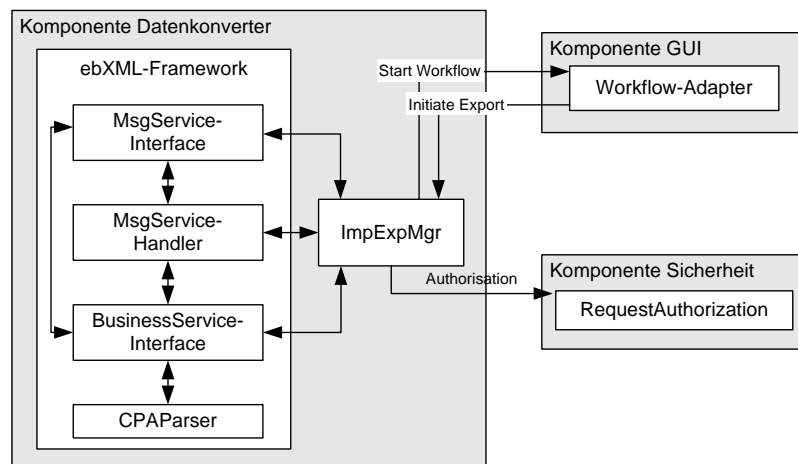 Komponente Datenkonverter
ebXML-Framework
MsgService-
Interface
MsgService-
Handler
BusinessService-
Interface
CPAParser
ImpExpMgr
Start Workflow
Initiate Export
Authorisation
Komponente GUI
Workflow-Adapter
Komponente Sicherheit
RequestAuthorization